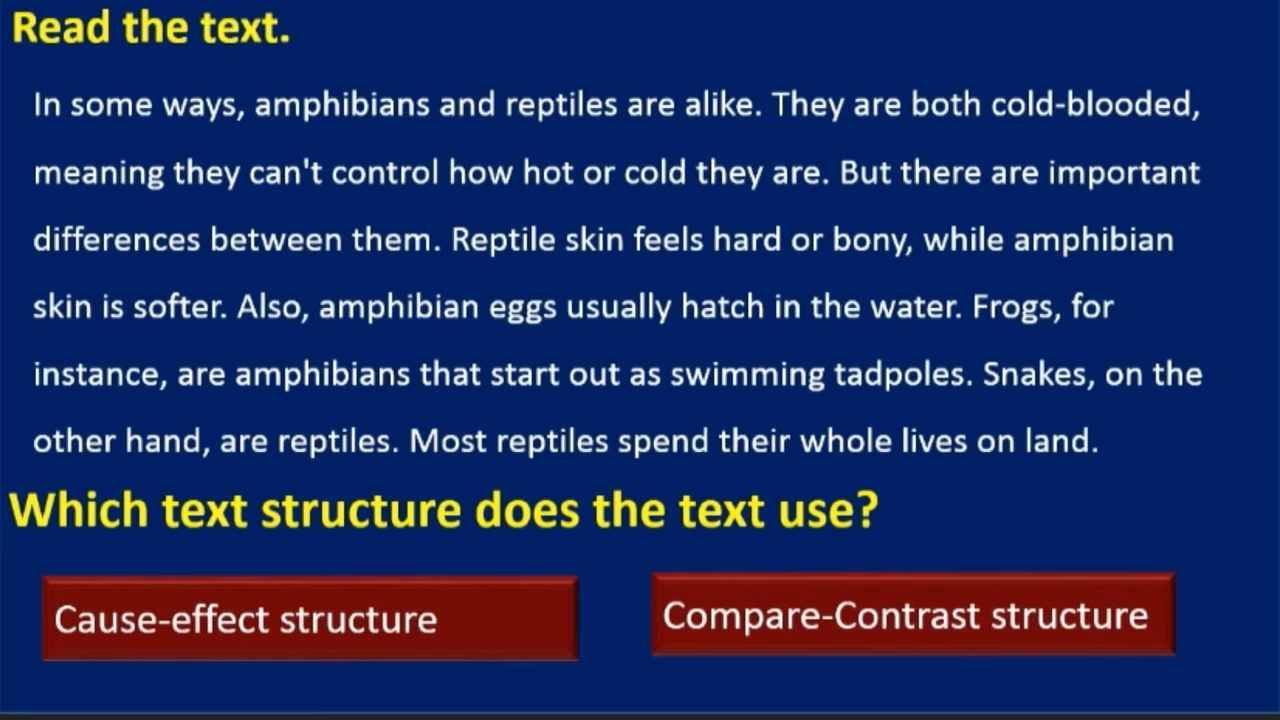 Read the text.
In some ways, amphibians and reptiles are alike. They are both cold-blooded,
meaning they can't control how hot or cold they are. But there are important
differences between them. Reptile skin feels hard or bony, while amphibian
skin is softer. Also, amphibian eggs usually hatch in the water. Frogs, for
instance, are amphibians that start out as swimming tadpoles. Snakes, on the
other hand, are reptiles. Most reptiles spend their whole lives on land.
Which text structure does the text use?
Cause-effect structure
Compare-Contrast structure